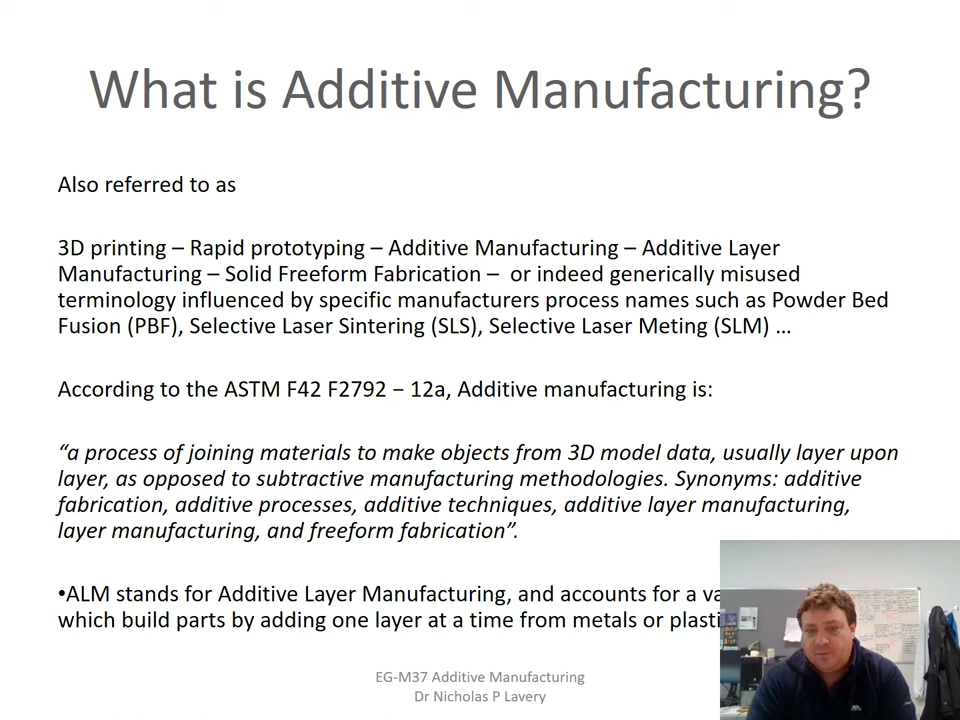 What is Additive Manufacturing?
Also referred to as
3D printing – Rapid prototyping – Additive Manufacturing – Additive Layer
Manufacturing – Solid Freeform Fabrication –  or indeed generically misused
terminology influenced by specific manufacturers process names such as Powder Bed
Fusion (PBF), Selective Laser Sintering (SLS), Selective Laser Meting (SLM) …
According to the ASTM F42 F2792 − 12a, Additive manufacturing is:
“a process of joining materials to make objects from 3D model data, usually layer upon
layer, as opposed to subtractive manufacturing methodologies. Synonyms: additive
fabrication, additive processes, additive techniques, additive layer manufacturing,
layer manufacturing, and freeform fabrication”.
•ALM stands for Additive Layer Manufacturing, and accounts for a
which build parts by adding one layer at a time from metals or
EG-M37 Additive Manufacturing
Dr Nicholas P Lavery